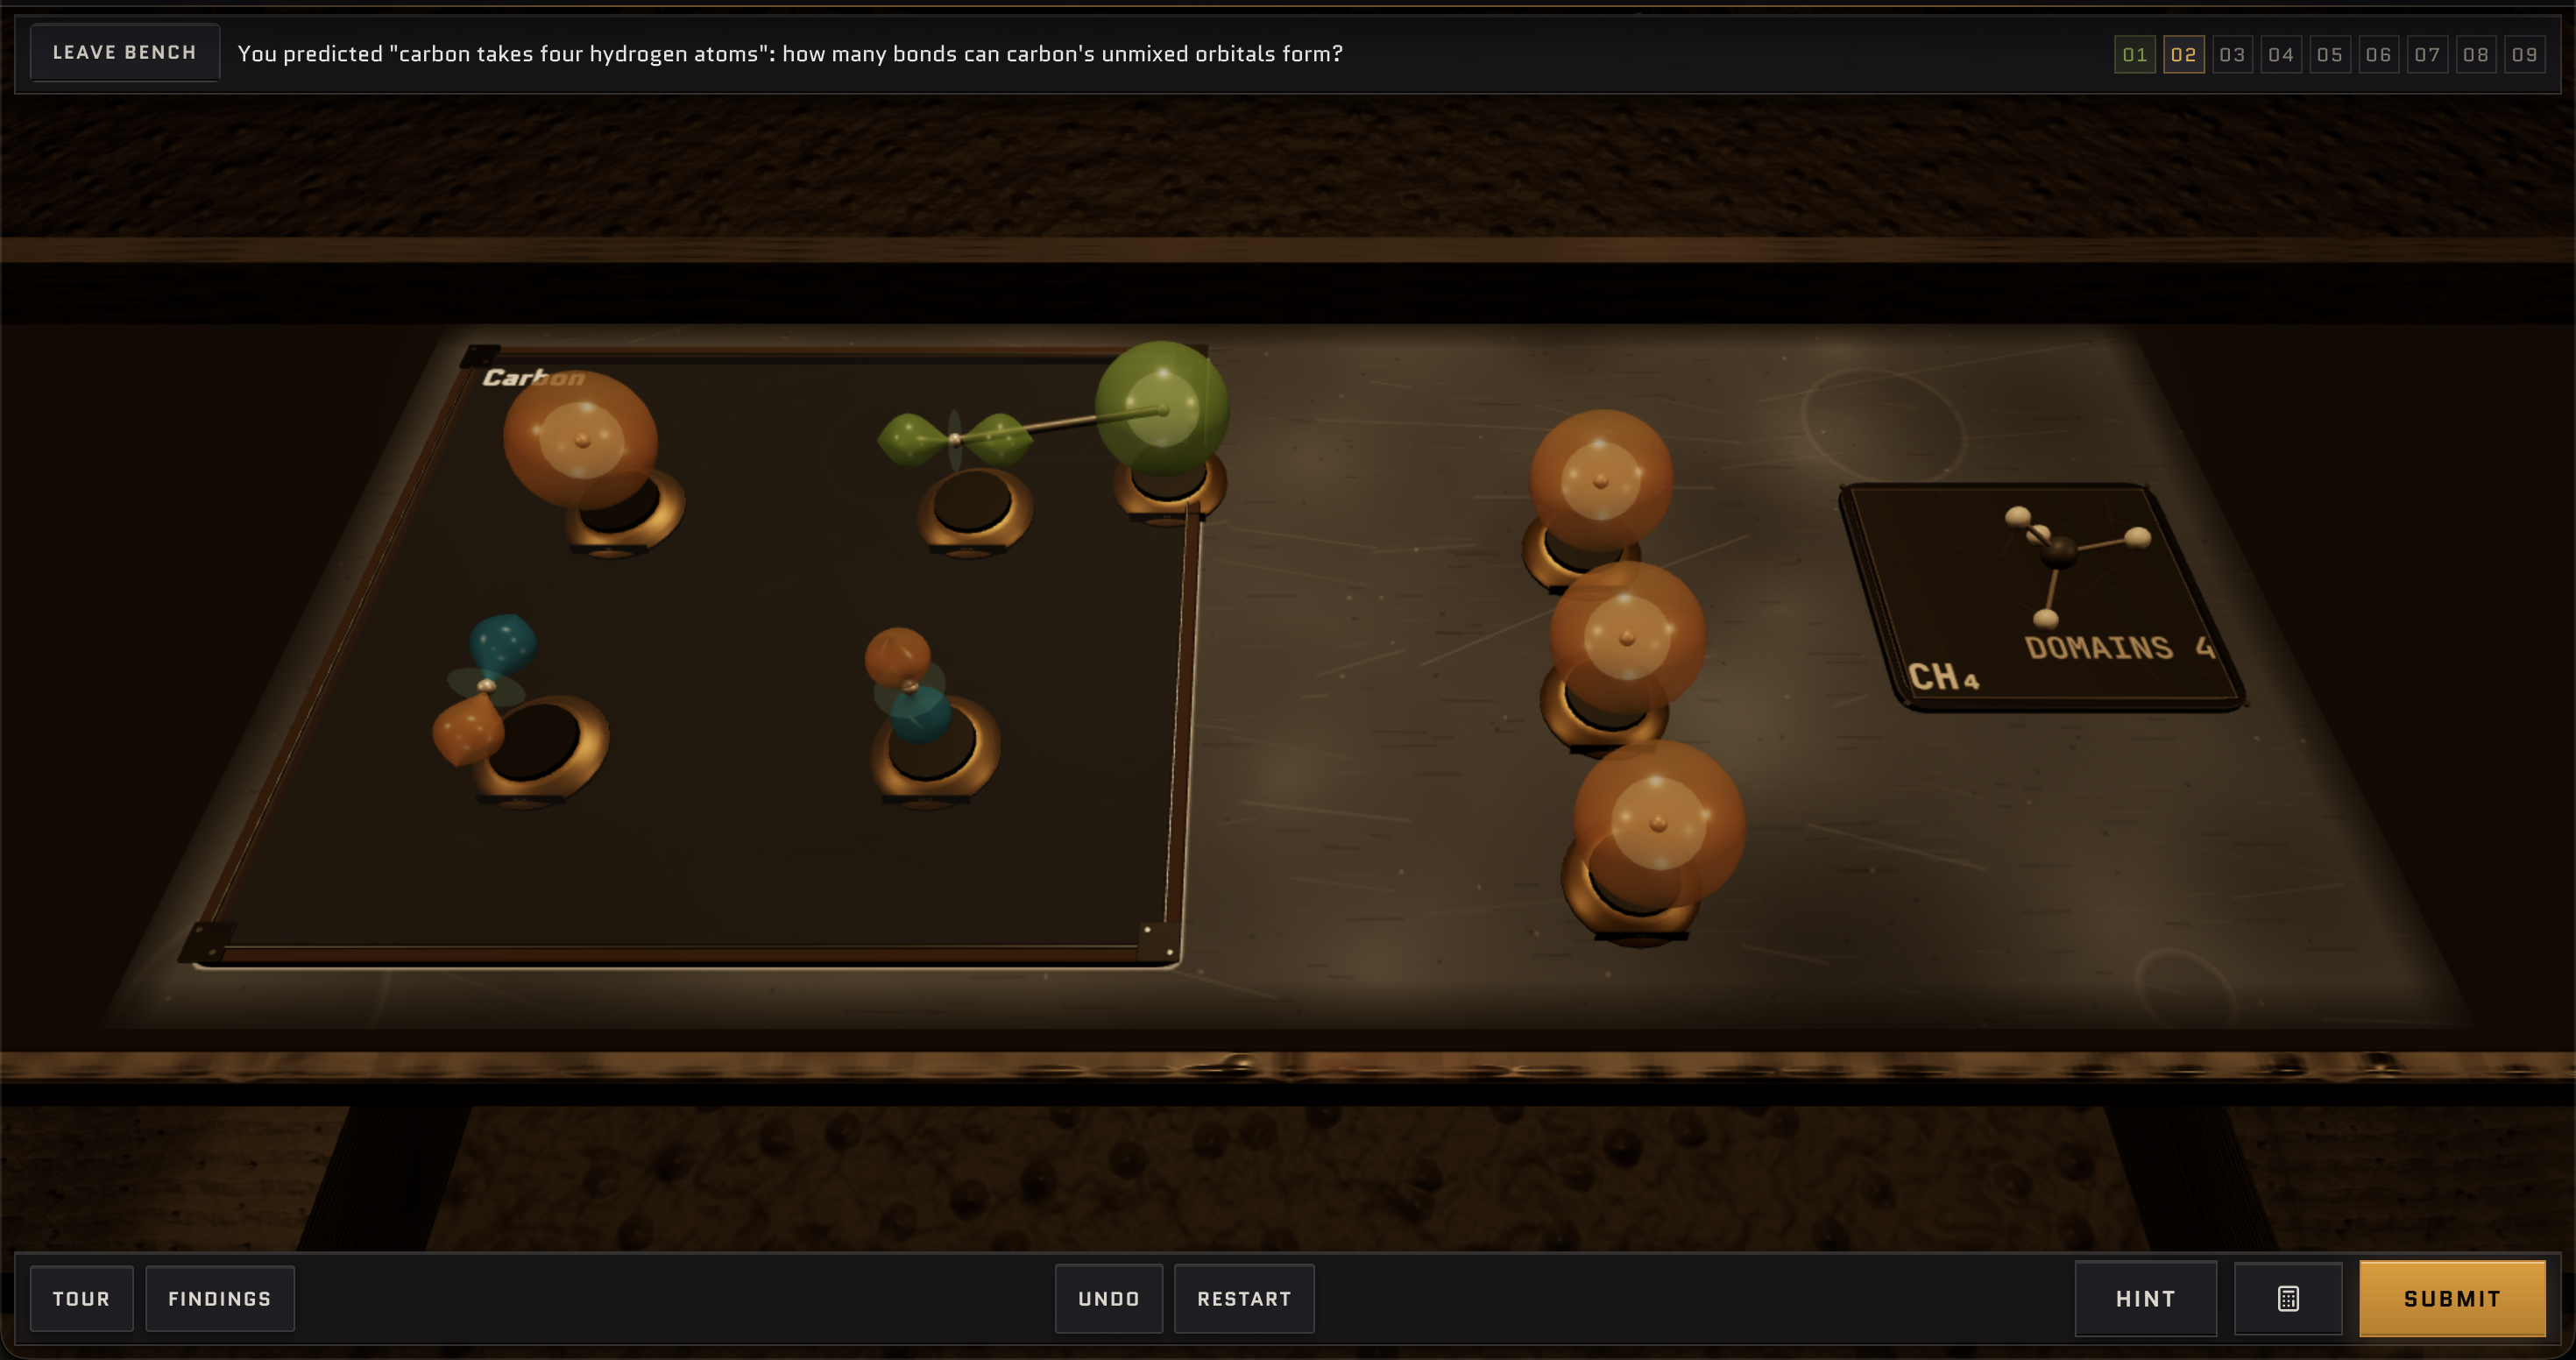 LEAVE BENCH
You predicted "carbon takes four hydrogen atoms": how many bonds can carbon's unmixed orbitals form?
01 02 03 04 05 06 07 08 09
Carbon
DOMAINS 4
CH₄
TOUR
FINDINGS
UNDO
RESTART
HINT
SUBMIT